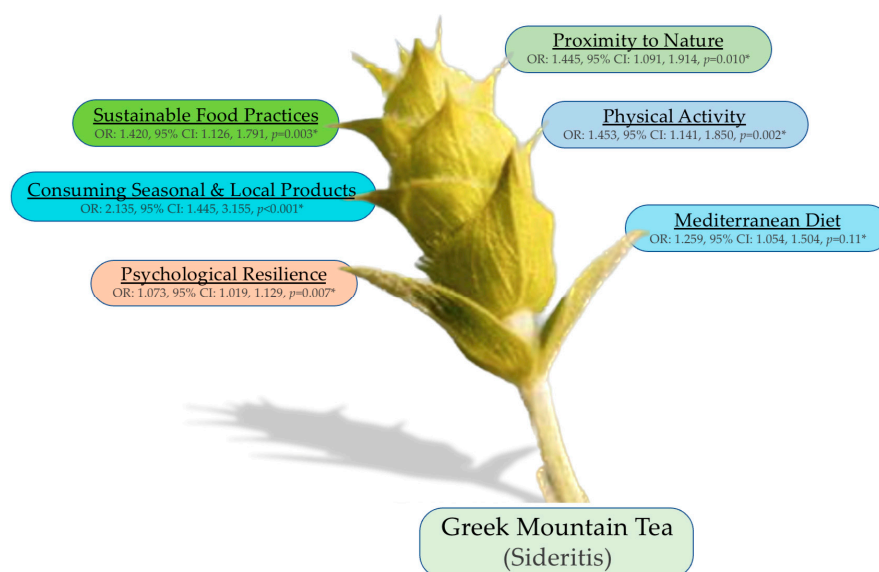 Proximity to Nature
OR: 1.445, 95% CI: 1.091, 1.914, p=0.010*
Sustainable Food Practices
OR: 1.420, 95% CI: 1.126, 1.791, p=0.003*
Physical Activity
OR: 1.453, 95% CI: 1.141, 1.850, p=0.002*
Consuming Seasonal & Local Products
OR: 2.135, 95% CI: 1.445, 3.155, p<0.001*
Mediterranean Diet
OR: 1.259, 95% CI: 1.054, 1.504, p=0.11*
Psychological Resilience
OR: 1.073, 95% CI: 1.019, 1.129, p=0.007*
Greek Mountain Tea
(Sideritis)